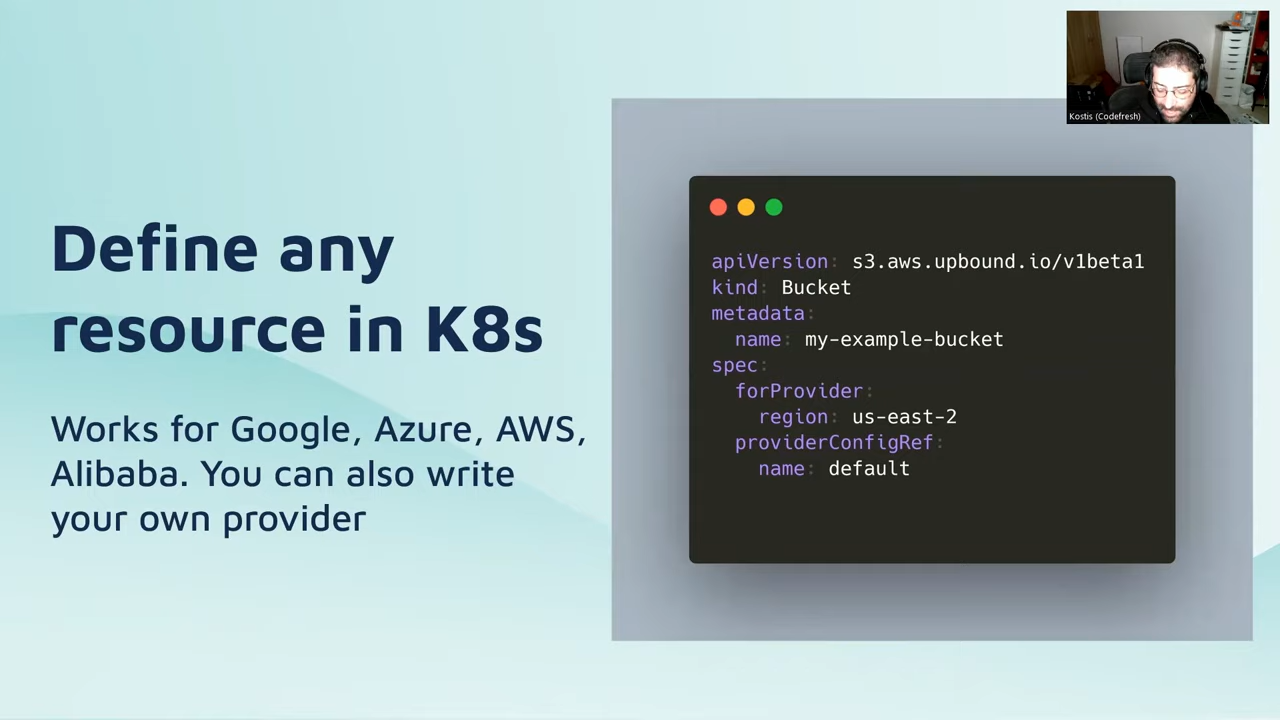 Define any
resource in K8s
Works for Google, Azure, AWS,
Alibaba. You can also write
your own provider
apiVersion: s3.aws.upbound.io/v1beta1
kind: Bucket
metadata:
  name: my-example-bucket
spec:
  forProvider:
    region: us-east-2
  providerConfigRef:
    name: default
Kostis (Codefresh)